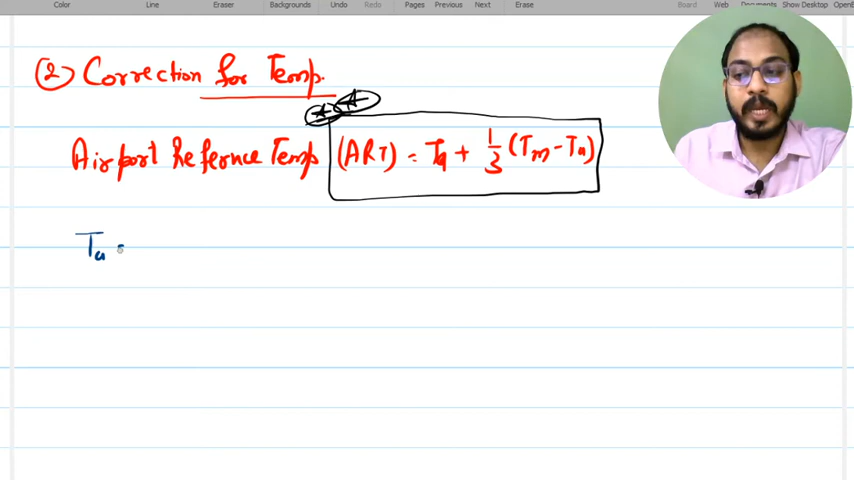 Color Line Eraser Backgrounds Undo Redo Pages Previous Next Erase Board Web Documents Show Desktop
(2) Correction for Temp.
Airport Refernce Temp (ART) = Ta + 1/3 (Tm - Ta)
Ta =